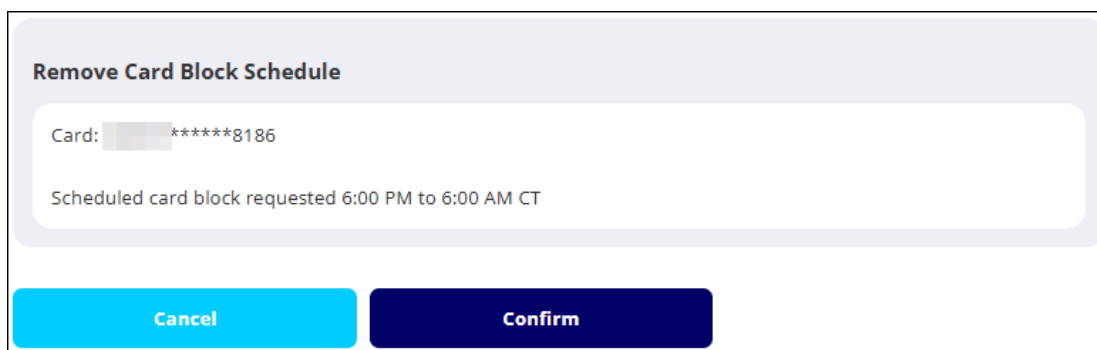 Remove Card Block Schedule
Card: ******8186
Scheduled card block requested 6:00 PM to 6:00 AM CT
Cancel
Confirm